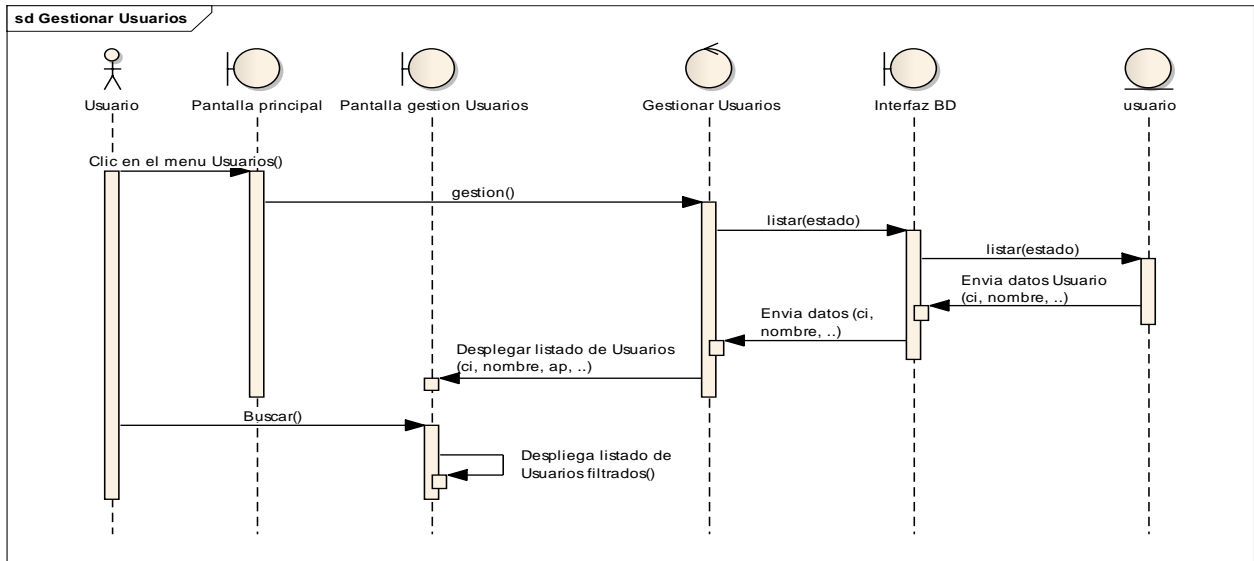 sd Gestionar Usuarios
Usuario
Pantalla principal
Pantalla gestion Usuarios
Gestionar Usuarios
Interfaz BD
usuario
Clic en el menu Usuarios()
gestion()
listar(estado)
listar(estado)
Envia datos Usuario
(ci, nombre, ..)
Envia datos (ci,
nombre, ..)
Desplegar listado de Usuarios
(ci, nombre, ap, ..)
Buscar()
Despliega listado de
Usuarios filtrados()